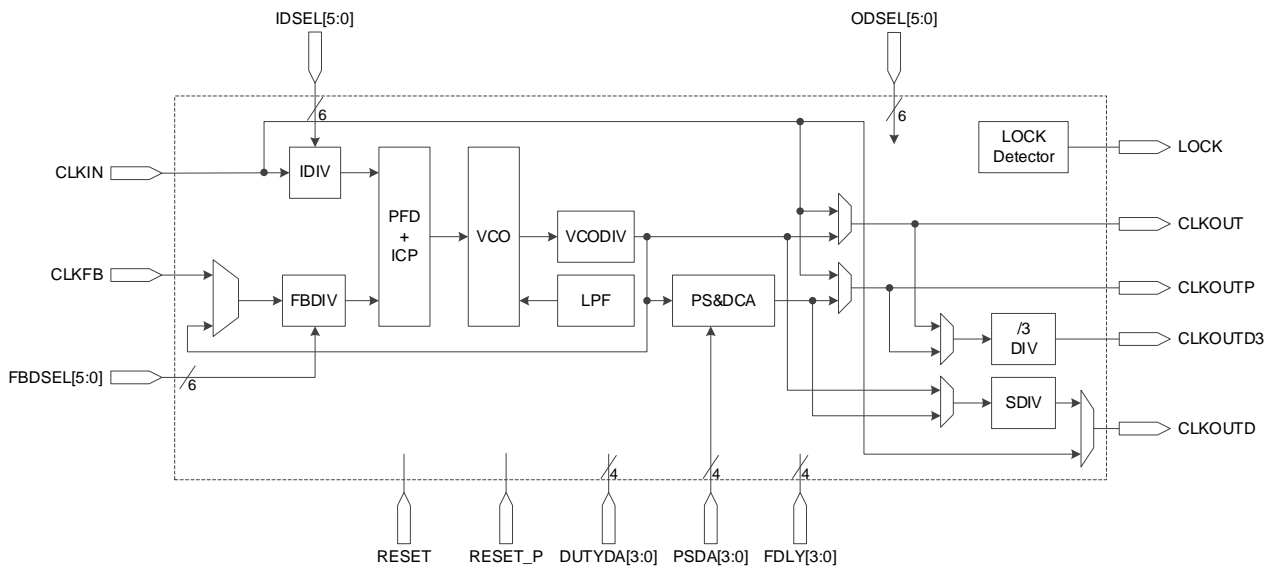 IDSEL[5:0]
ODSEL[5:0]
6
6
LOCK
Detector
LOCK
CLKIN
IDIV
PFD
+
ICP
VCO
VCODIV
CLKOUT
CLKFB
FBDIV
LPF
PS&DCA
CLKOUTP
/3
DIV
CLKOUTD3
FBDSEL[5:0]
6
SDIV
CLKOUTD
4
4
4
RESET
RESET_P
DUTYDA[3:0]
PSDA[3:0]
FDLY[3:0]